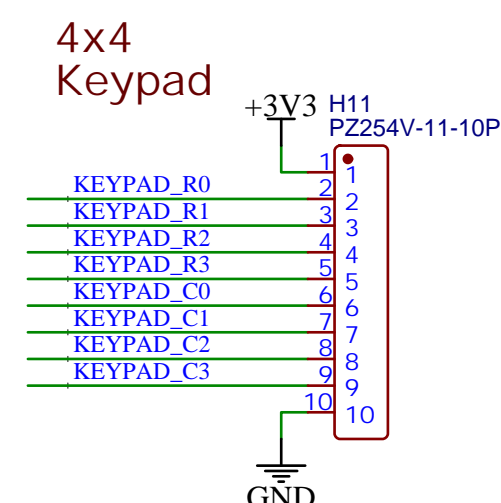 4x4
Keypad
+3V3 H11
PZ254V-11-10P
1 1
KEYPAD_R0 2 2
KEYPAD_R1 3 3
KEYPAD_R2 4 4
KEYPAD_R3 5 5
KEYPAD_C0 6 6
KEYPAD_C1 7 7
KEYPAD_C2 8 8
KEYPAD_C3 9 9
10 10
GND